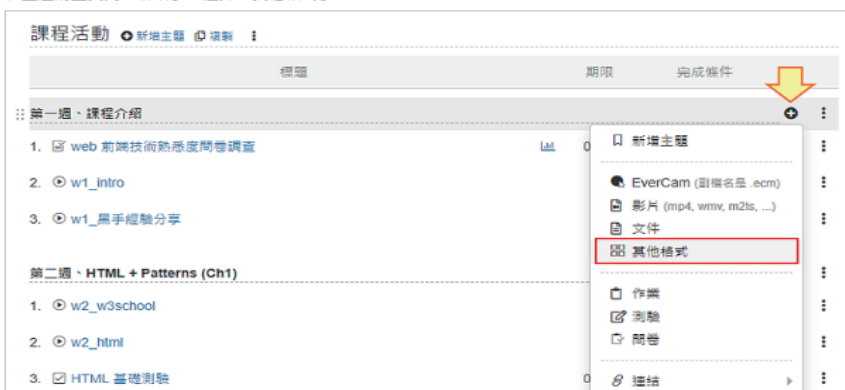 課程活動 新增主題 複製
標題 期限 完成條件
第一週、課程介紹
1. web 前端技術熟悉度問卷調查 0
2. w1_intro
3. w1_黑手經驗分享
第二週、HTML + Patterns (Ch1)
1. w2_w3school
2. w2_html
3. HTML 基礎測驗 0
新增主題
EverCam (副檔名是 .ecm)
影片 (mp4, wmv, m2ts, ...)
文件
其他格式
作業
測驗
問卷
連結